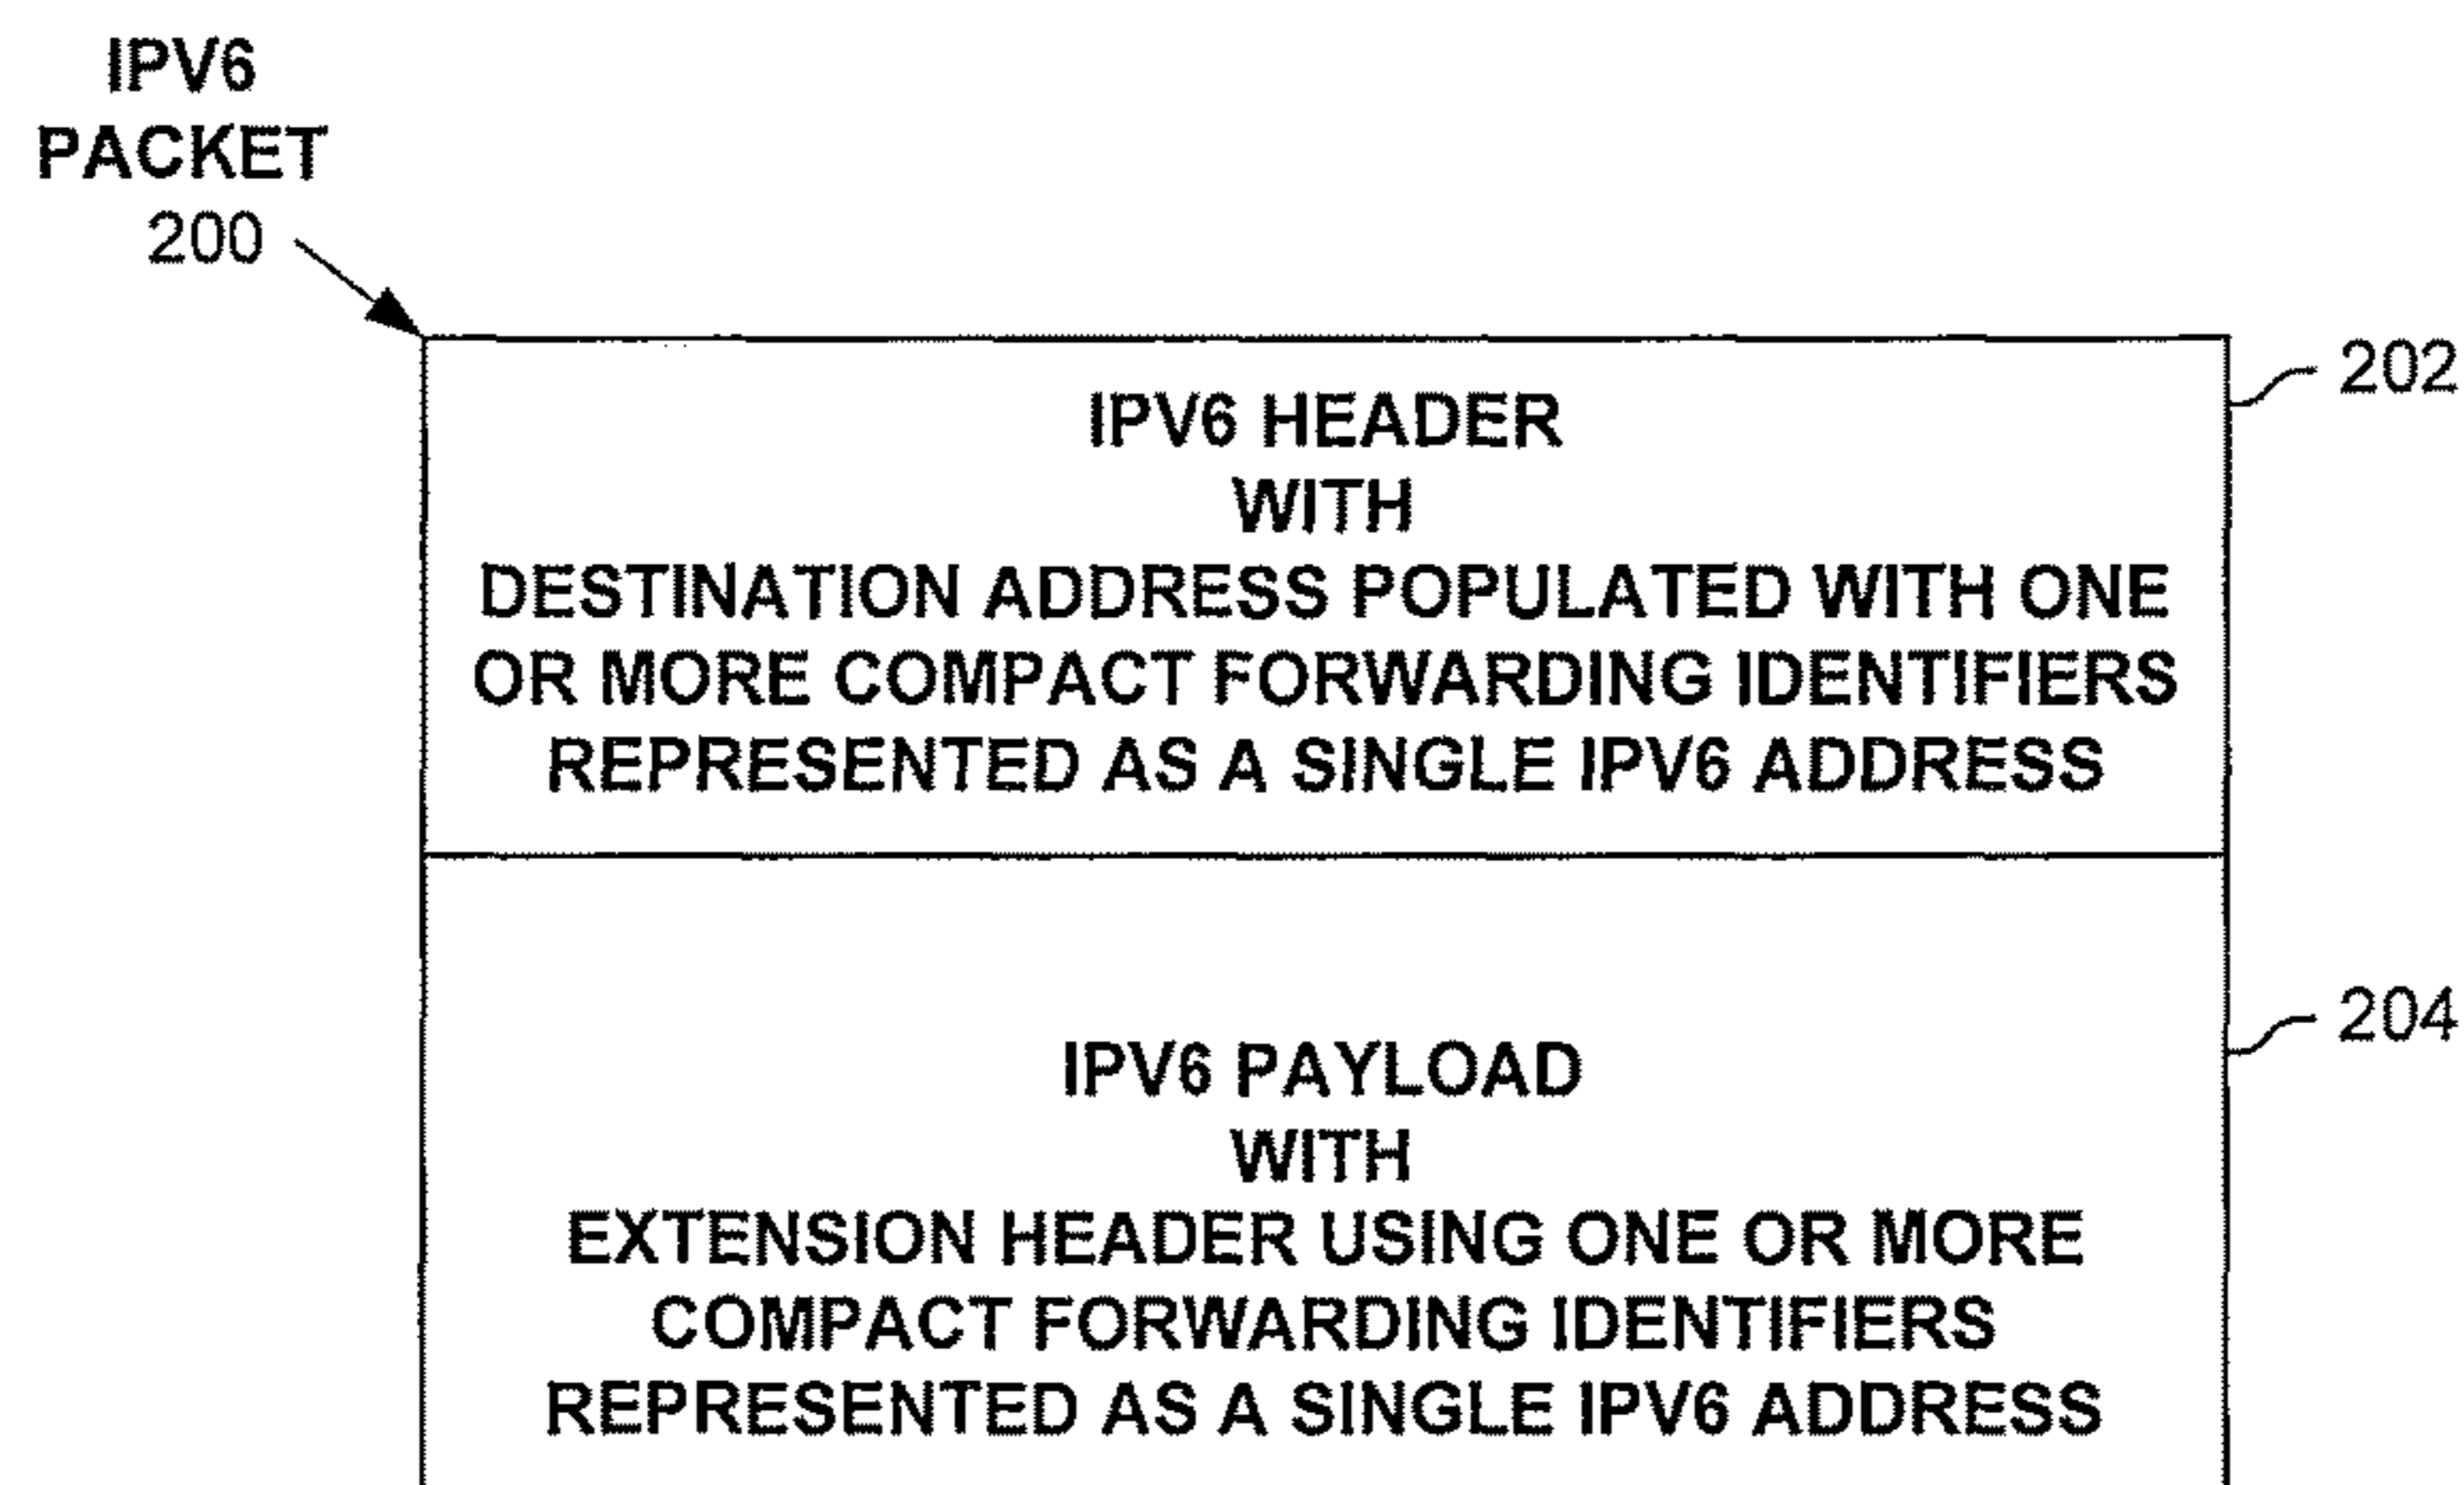 IPV6
PACKET
200
202
IPV6 HEADER
WITH
DESTINATION ADDRESS POPULATED WITH ONE
OR MORE COMPACT FORWARDING IDENTIFIERS
REPRESENTED AS A SINGLE IPV6 ADDRESS
204
IPV6 PAYLOAD
WITH
EXTENSION HEADER USING ONE OR MORE
COMPACT FORWARDING IDENTIFIERS
REPRESENTED AS A SINGLE IPV6 ADDRESS